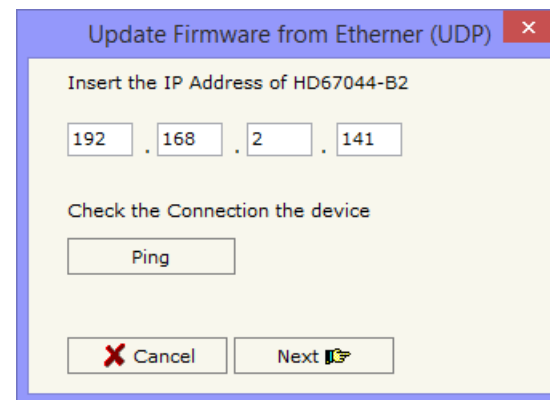 Update Firmware from Etherner (UDP)
Insert the IP Address of HD67044-B2
192 . 168 . 2 . 141
Check the Connection the device
Ping
Cancel Next